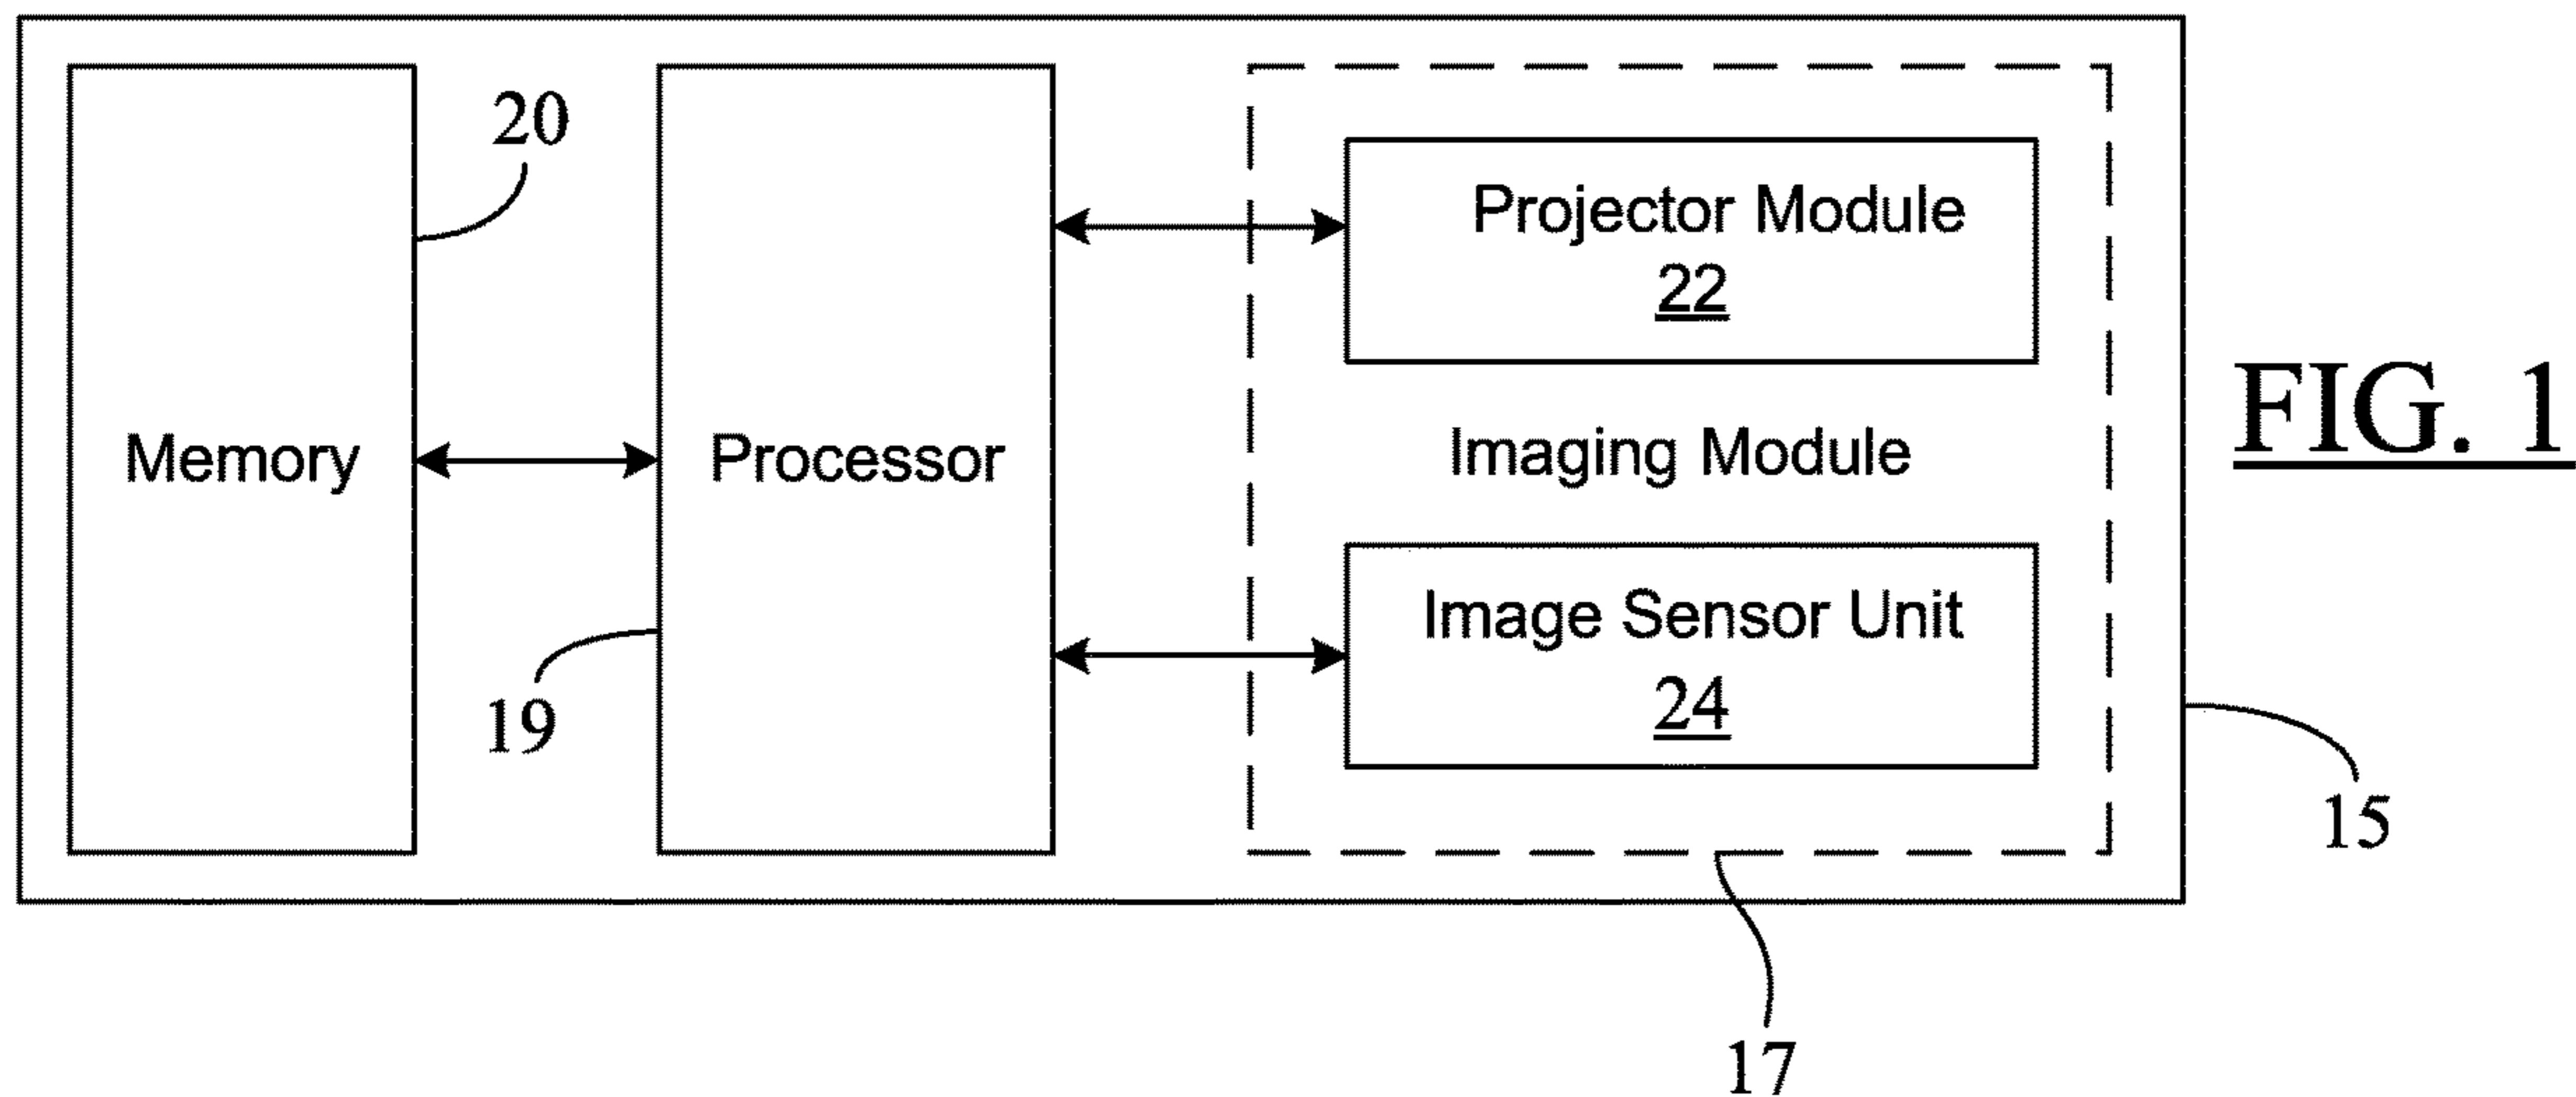 20
Projector Module
22
FIG. 1
Memory
Processor
Imaging Module
Image Sensor Unit
24
19
15
17